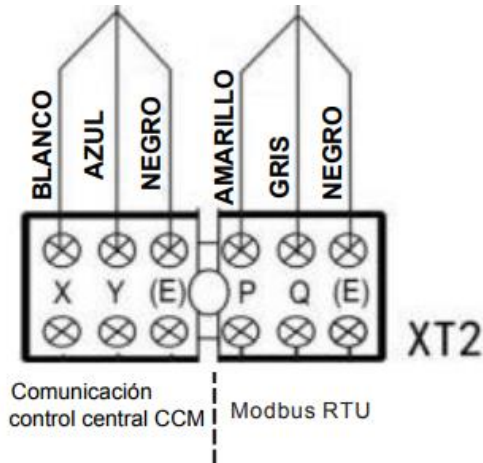 BLANCO AZUL NEGRO AMARILLO GRIS NEGRO
X Y (E) P Q (E)
XT2
Comunicación
control central CCM
Modbus RTU